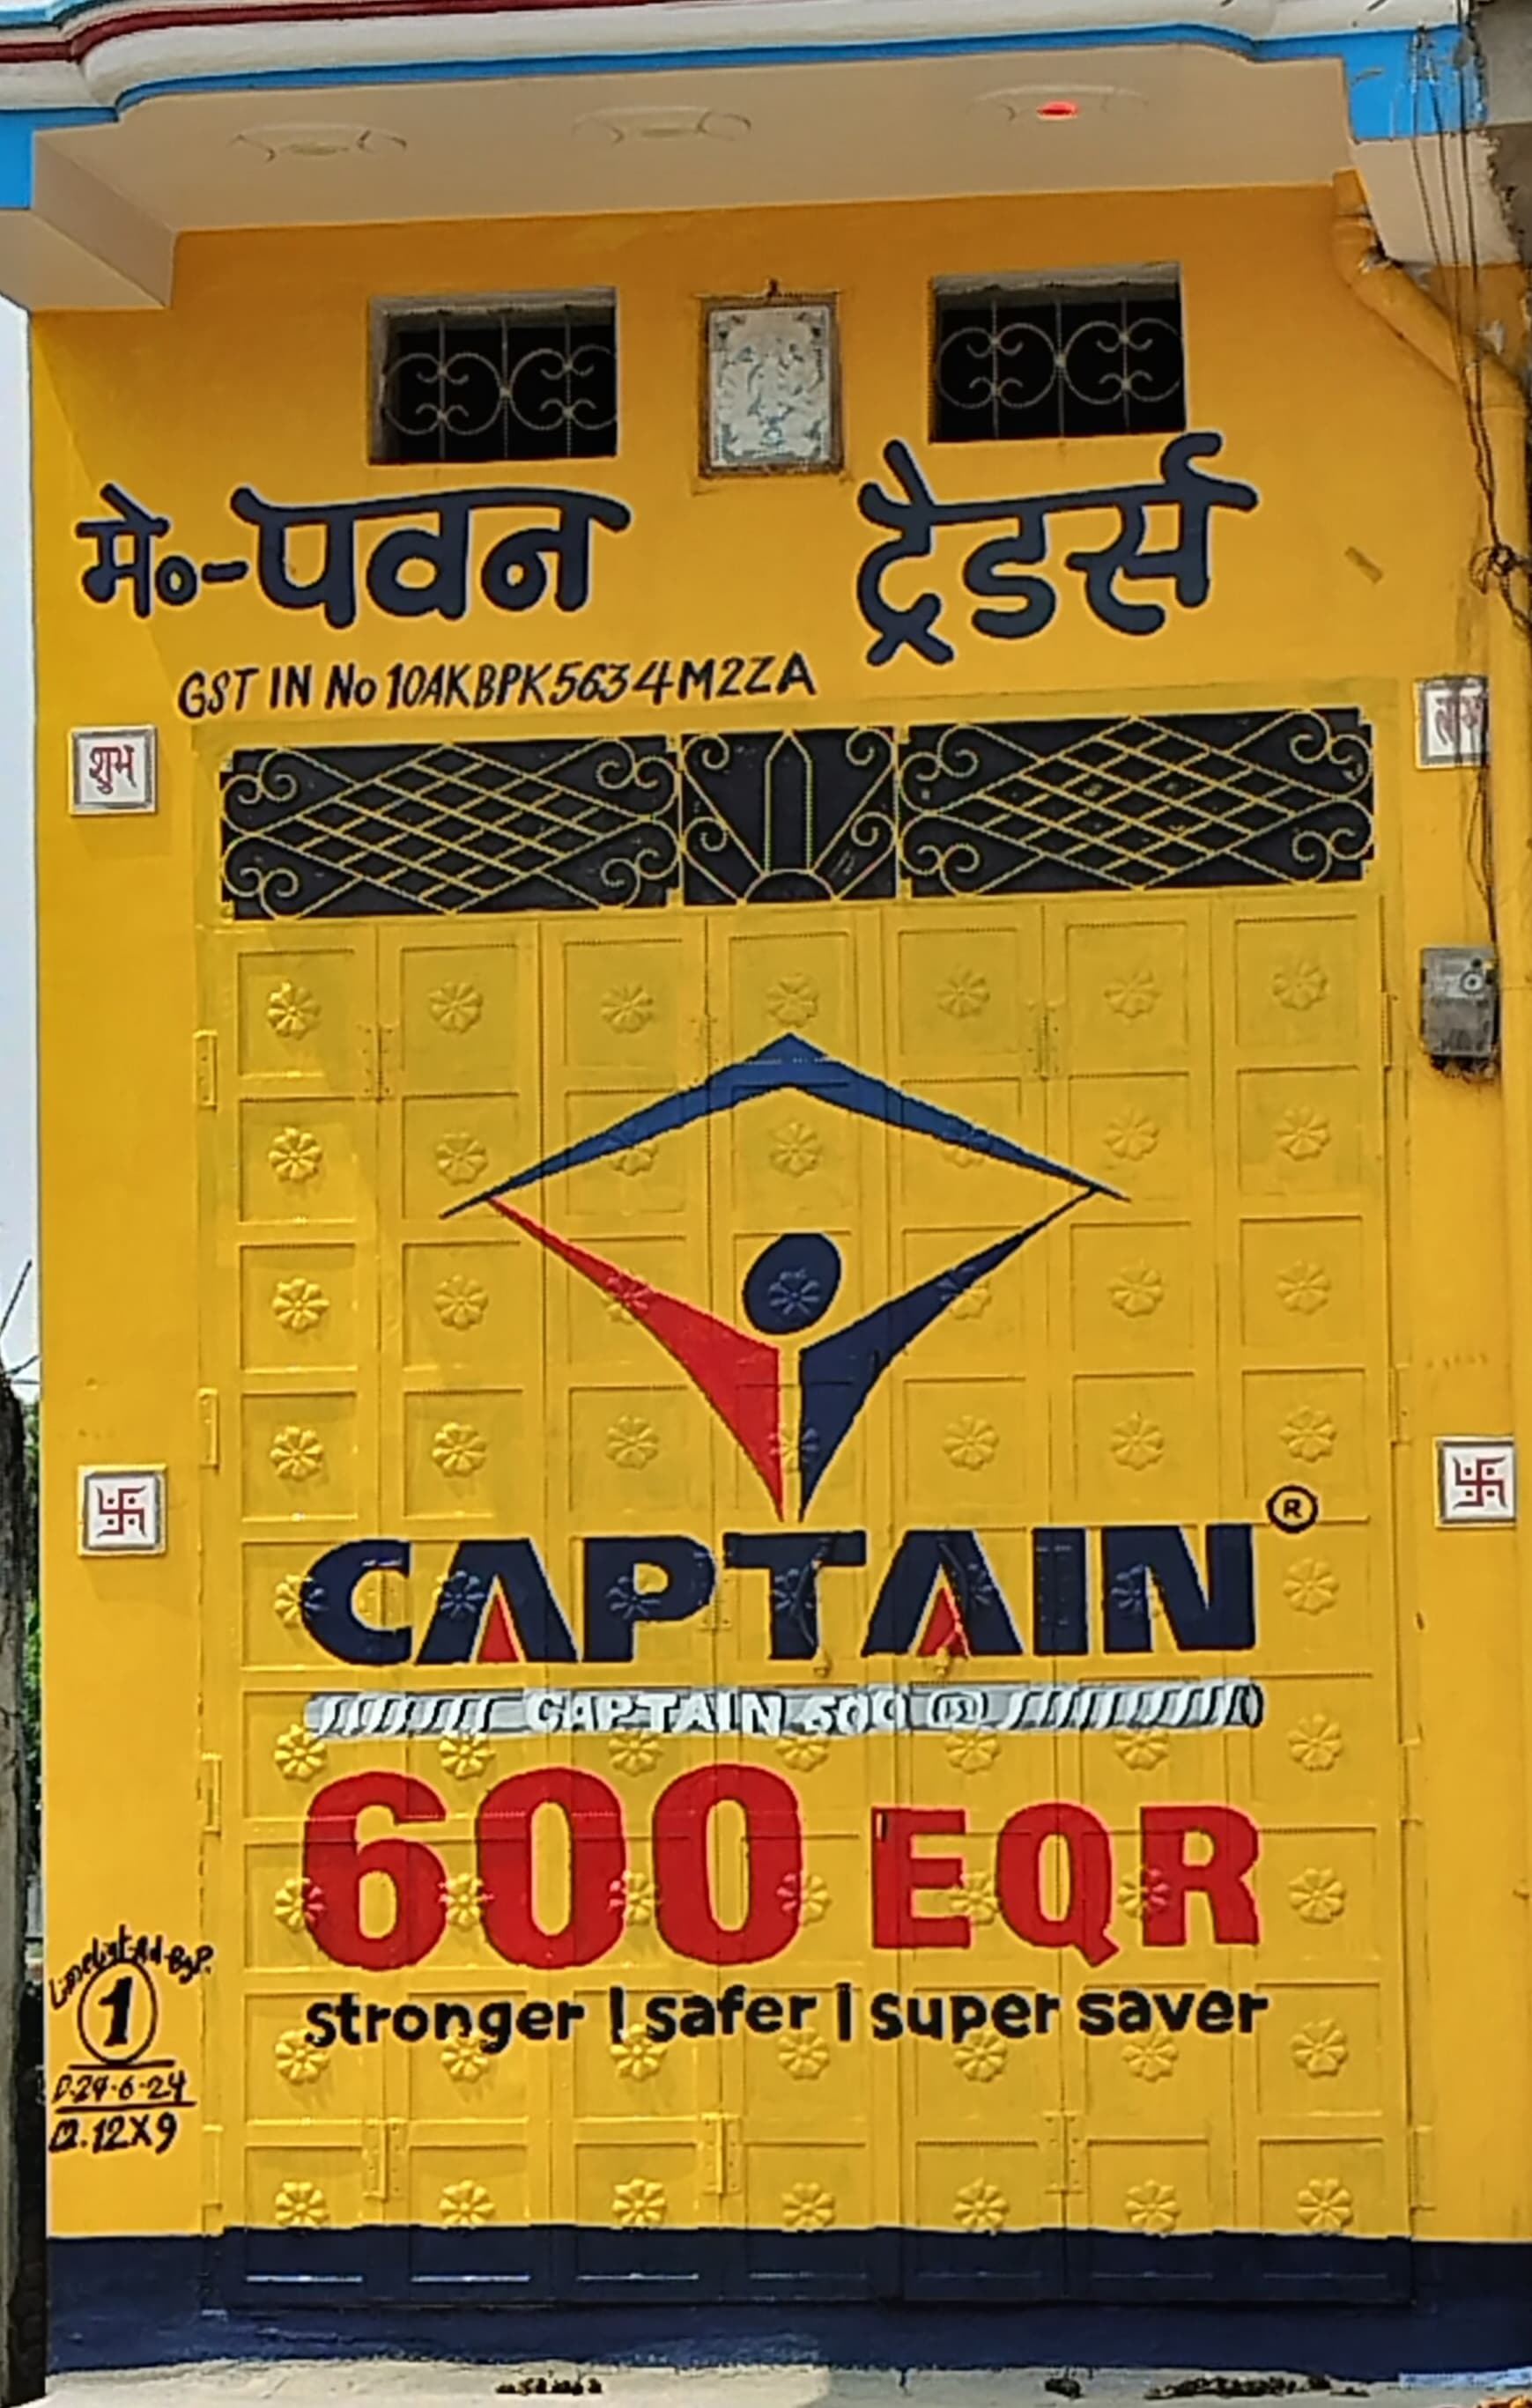 मे०-पवन ट्रैडर्स
GST IN No 10AKBPK5634M2ZA
शुभ
लाभ
CAPTAIN®
CAPTAIN 600
600 EQR
stronger | safer | super saver
1
D.24-6-24
12X9